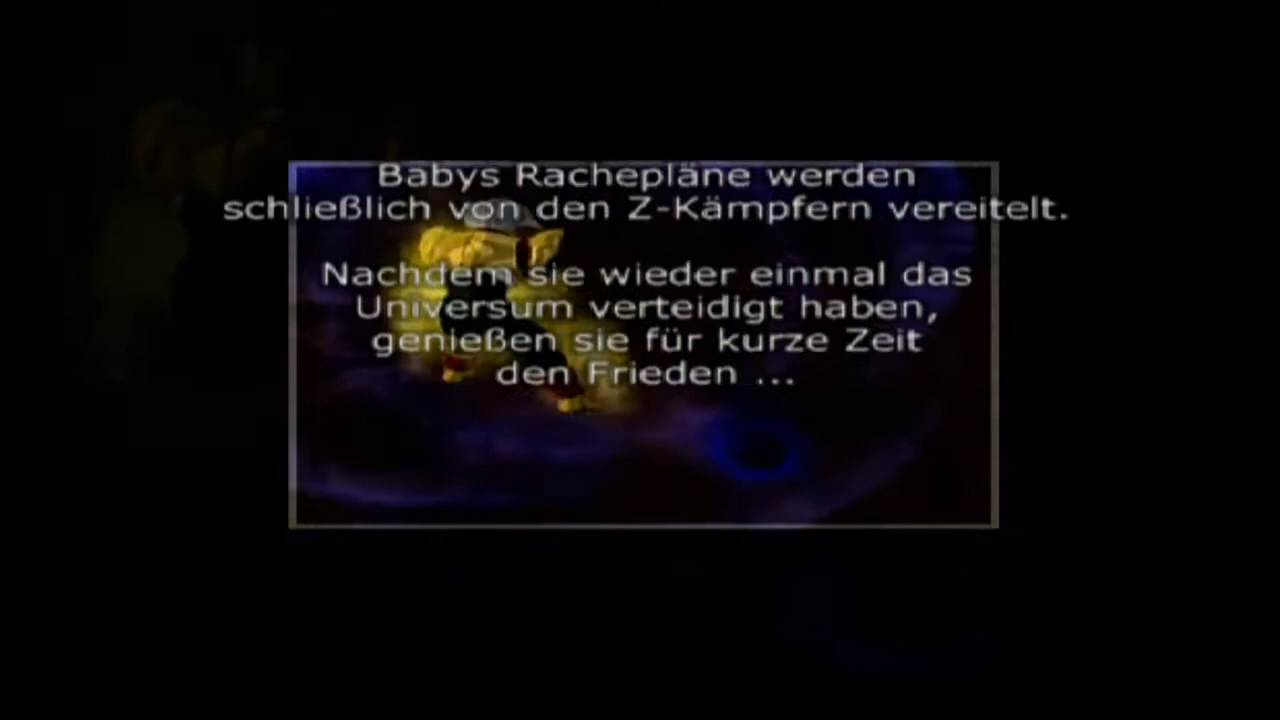 Babys Rachepläne werden
schließlich von den Z-Kämpfern vereitelt.
Nachdem sie wieder einmal das
Universum verteidigt haben,
genießen sie für kurze Zeit
den Frieden ...